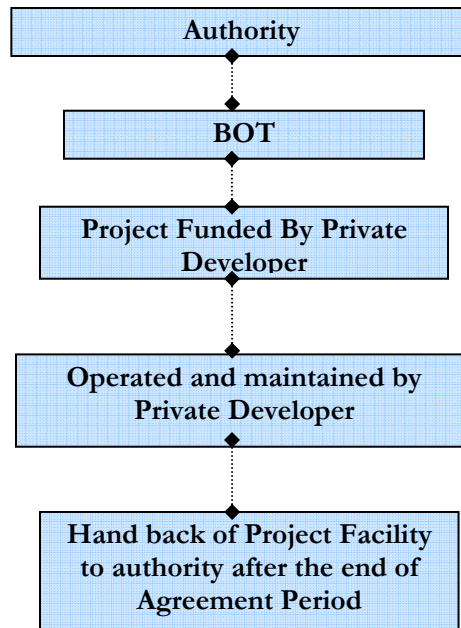 Authority
BOT
Project Funded By Private
Developer
Operated and maintained by
Private Developer
Hand back of Project Facility
to authority after the end of
Agreement Period